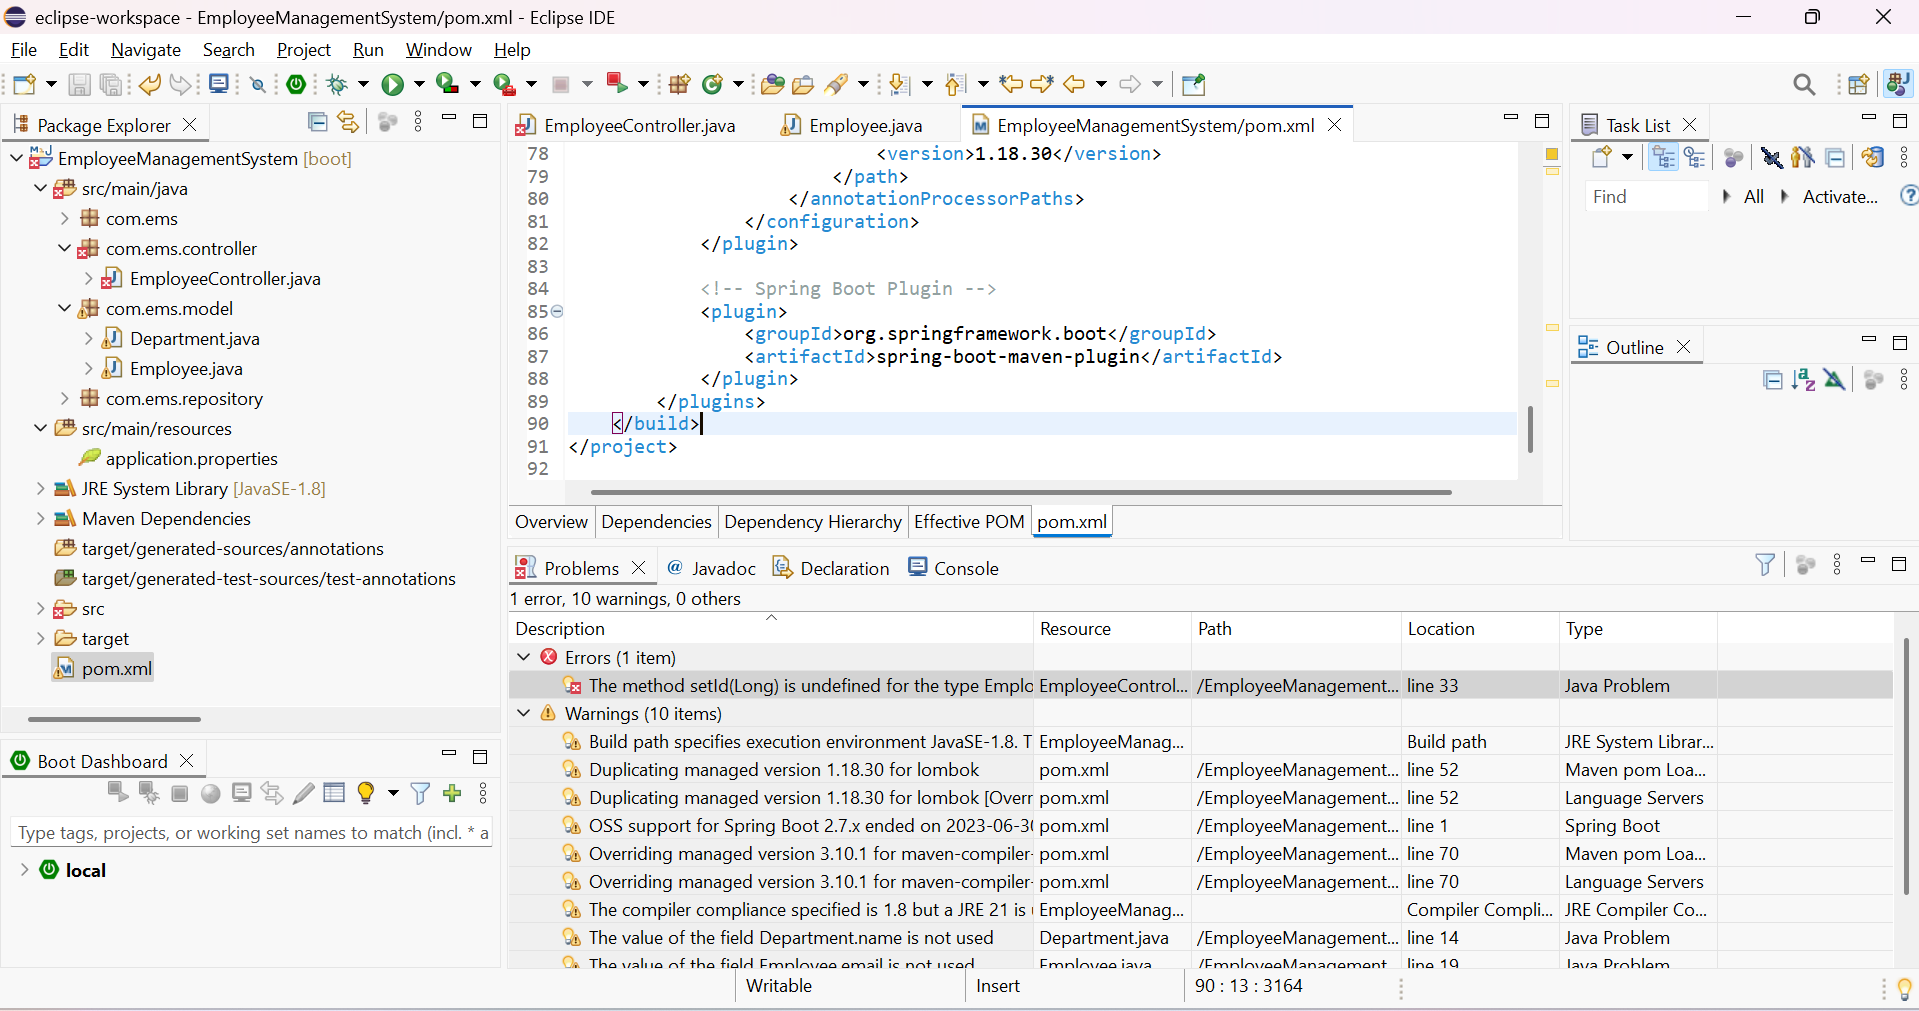 eclipse-workspace - EmployeeManagementSystem/pom.xml - Eclipse IDE
File Edit Navigate Search Project Run Window Help
Package Explorer
EmployeeManagementSystem [boot]
src/main/java
com.ems
com.ems.controller
EmployeeController.java
com.ems.model
Department.java
Employee.java
com.ems.repository
src/main/resources
application.properties
JRE System Library [JavaSE-1.8]
Maven Dependencies
target/generated-sources/annotations
target/generated-test-sources/test-annotations
src
target
pom.xml
Boot Dashboard
Type tags, projects, or working set names to match (incl. * a
local
EmployeeController.java Employee.java EmployeeManagementSystem/pom.xml
78 <version>1.18.30</version>
79 </path>
80 </annotationProcessorPaths>
81 </configuration>
82 </plugin>
83
84 <!-- Spring Boot Plugin -->
85 <plugin>
86 <groupId>org.springframework.boot</groupId>
87 <artifactId>spring-boot-maven-plugin</artifactId>
88 </plugin>
89 </plugins>
90 </build>
91 </project>
92
Overview Dependencies Dependency Hierarchy Effective POM pom.xml
Problems @ Javadoc Declaration Console
1 error, 10 warnings, 0 others
Description Resource Path Location Type
Errors (1 item)
The method setId(Long) is undefined for the type Emplo EmployeeControl... /EmployeeManagement... line 33 Java Problem
Warnings (10 items)
Build path specifies execution environment JavaSE-1.8. T EmployeeManag... Build path JRE System Librar...
Duplicating managed version 1.18.30 for lombok pom.xml /EmployeeManagement... line 52 Maven pom Loa...
Duplicating managed version 1.18.30 for lombok [Overr pom.xml /EmployeeManagement... line 52 Language Servers
OSS support for Spring Boot 2.7.x ended on 2023-06-30 pom.xml /EmployeeManagement... line 1 Spring Boot
Overriding managed version 3.10.1 for maven-compiler- pom.xml /EmployeeManagement... line 70 Maven pom Loa...
Overriding managed version 3.10.1 for maven-compiler- pom.xml /EmployeeManagement... line 70 Language Servers
The compiler compliance specified is 1.8 but a JRE 21 is EmployeeManag... Compiler Compli... JRE Compiler Co...
The value of the field Department.name is not used Department.java /EmployeeManagement... line 14 Java Problem
The value of the field Employee.email is not used Employee.java /EmployeeManagement... line 19 Java Problem
Task List
Find All Activate...
Outline
Writable Insert 90 : 13 : 3164